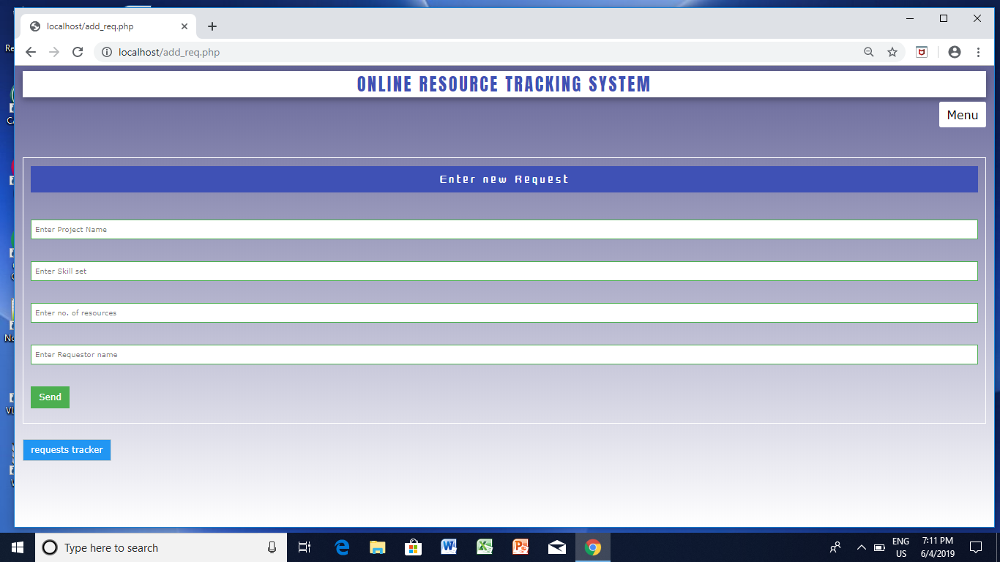 localhost/add_req.php
localhost/add_req.php
ONLINE RESOURCE TRACKING SYSTEM
Menu
Enter new Request
Enter Project Name
Enter Skill set
Enter no. of resources
Enter Requestor name
Send
requests tracker
Type here to search
ENG
US
7:11 PM
6/4/2019